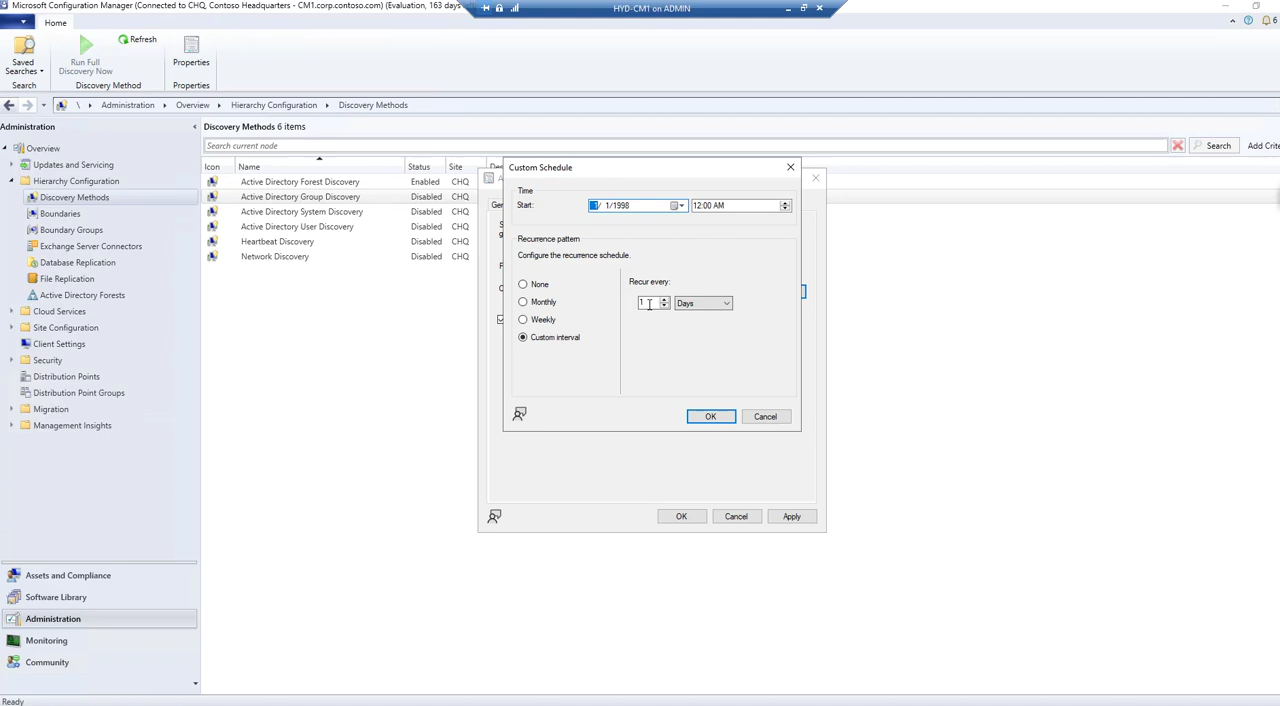 Microsoft Configuration Manager (Connected to CHQ, Contoso Headquarters - CM1.corp.contoso.com) (Evaluation, 163 days
HYD-CM1 on ADMIN
Home
6
Saved Searches
Run Full Discovery Now
Refresh
Properties
Search
Discovery Method
Properties
\ Administration Overview Hierarchy Configuration Discovery Methods
Administration
Overview
Updates and Servicing
Hierarchy Configuration
Discovery Methods
Boundaries
Boundary Groups
Exchange Server Connectors
Database Replication
File Replication
Active Directory Forests
Cloud Services
Site Configuration
Client Settings
Security
Distribution Points
Distribution Point Groups
Migration
Management Insights
Assets and Compliance
Software Library
Administration
Monitoring
Community
Ready
Discovery Methods 6 items
Search current node
Search
Add Crite
Icon Name Status Site
Active Directory Forest Discovery Enabled CHQ
Active Directory Group Discovery Disabled CHQ
Active Directory System Discovery Disabled CHQ
Active Directory User Discovery Disabled CHQ
Heartbeat Discovery Disabled CHQ
Network Discovery Disabled CHQ
Custom Schedule
Time
Start: 1/ 1/1998 12:00 AM
Recurrence pattern
Configure the recurrence schedule.
None
Monthly
Weekly
Custom interval
Recur every:
1 Days
OK Cancel
OK Cancel Apply